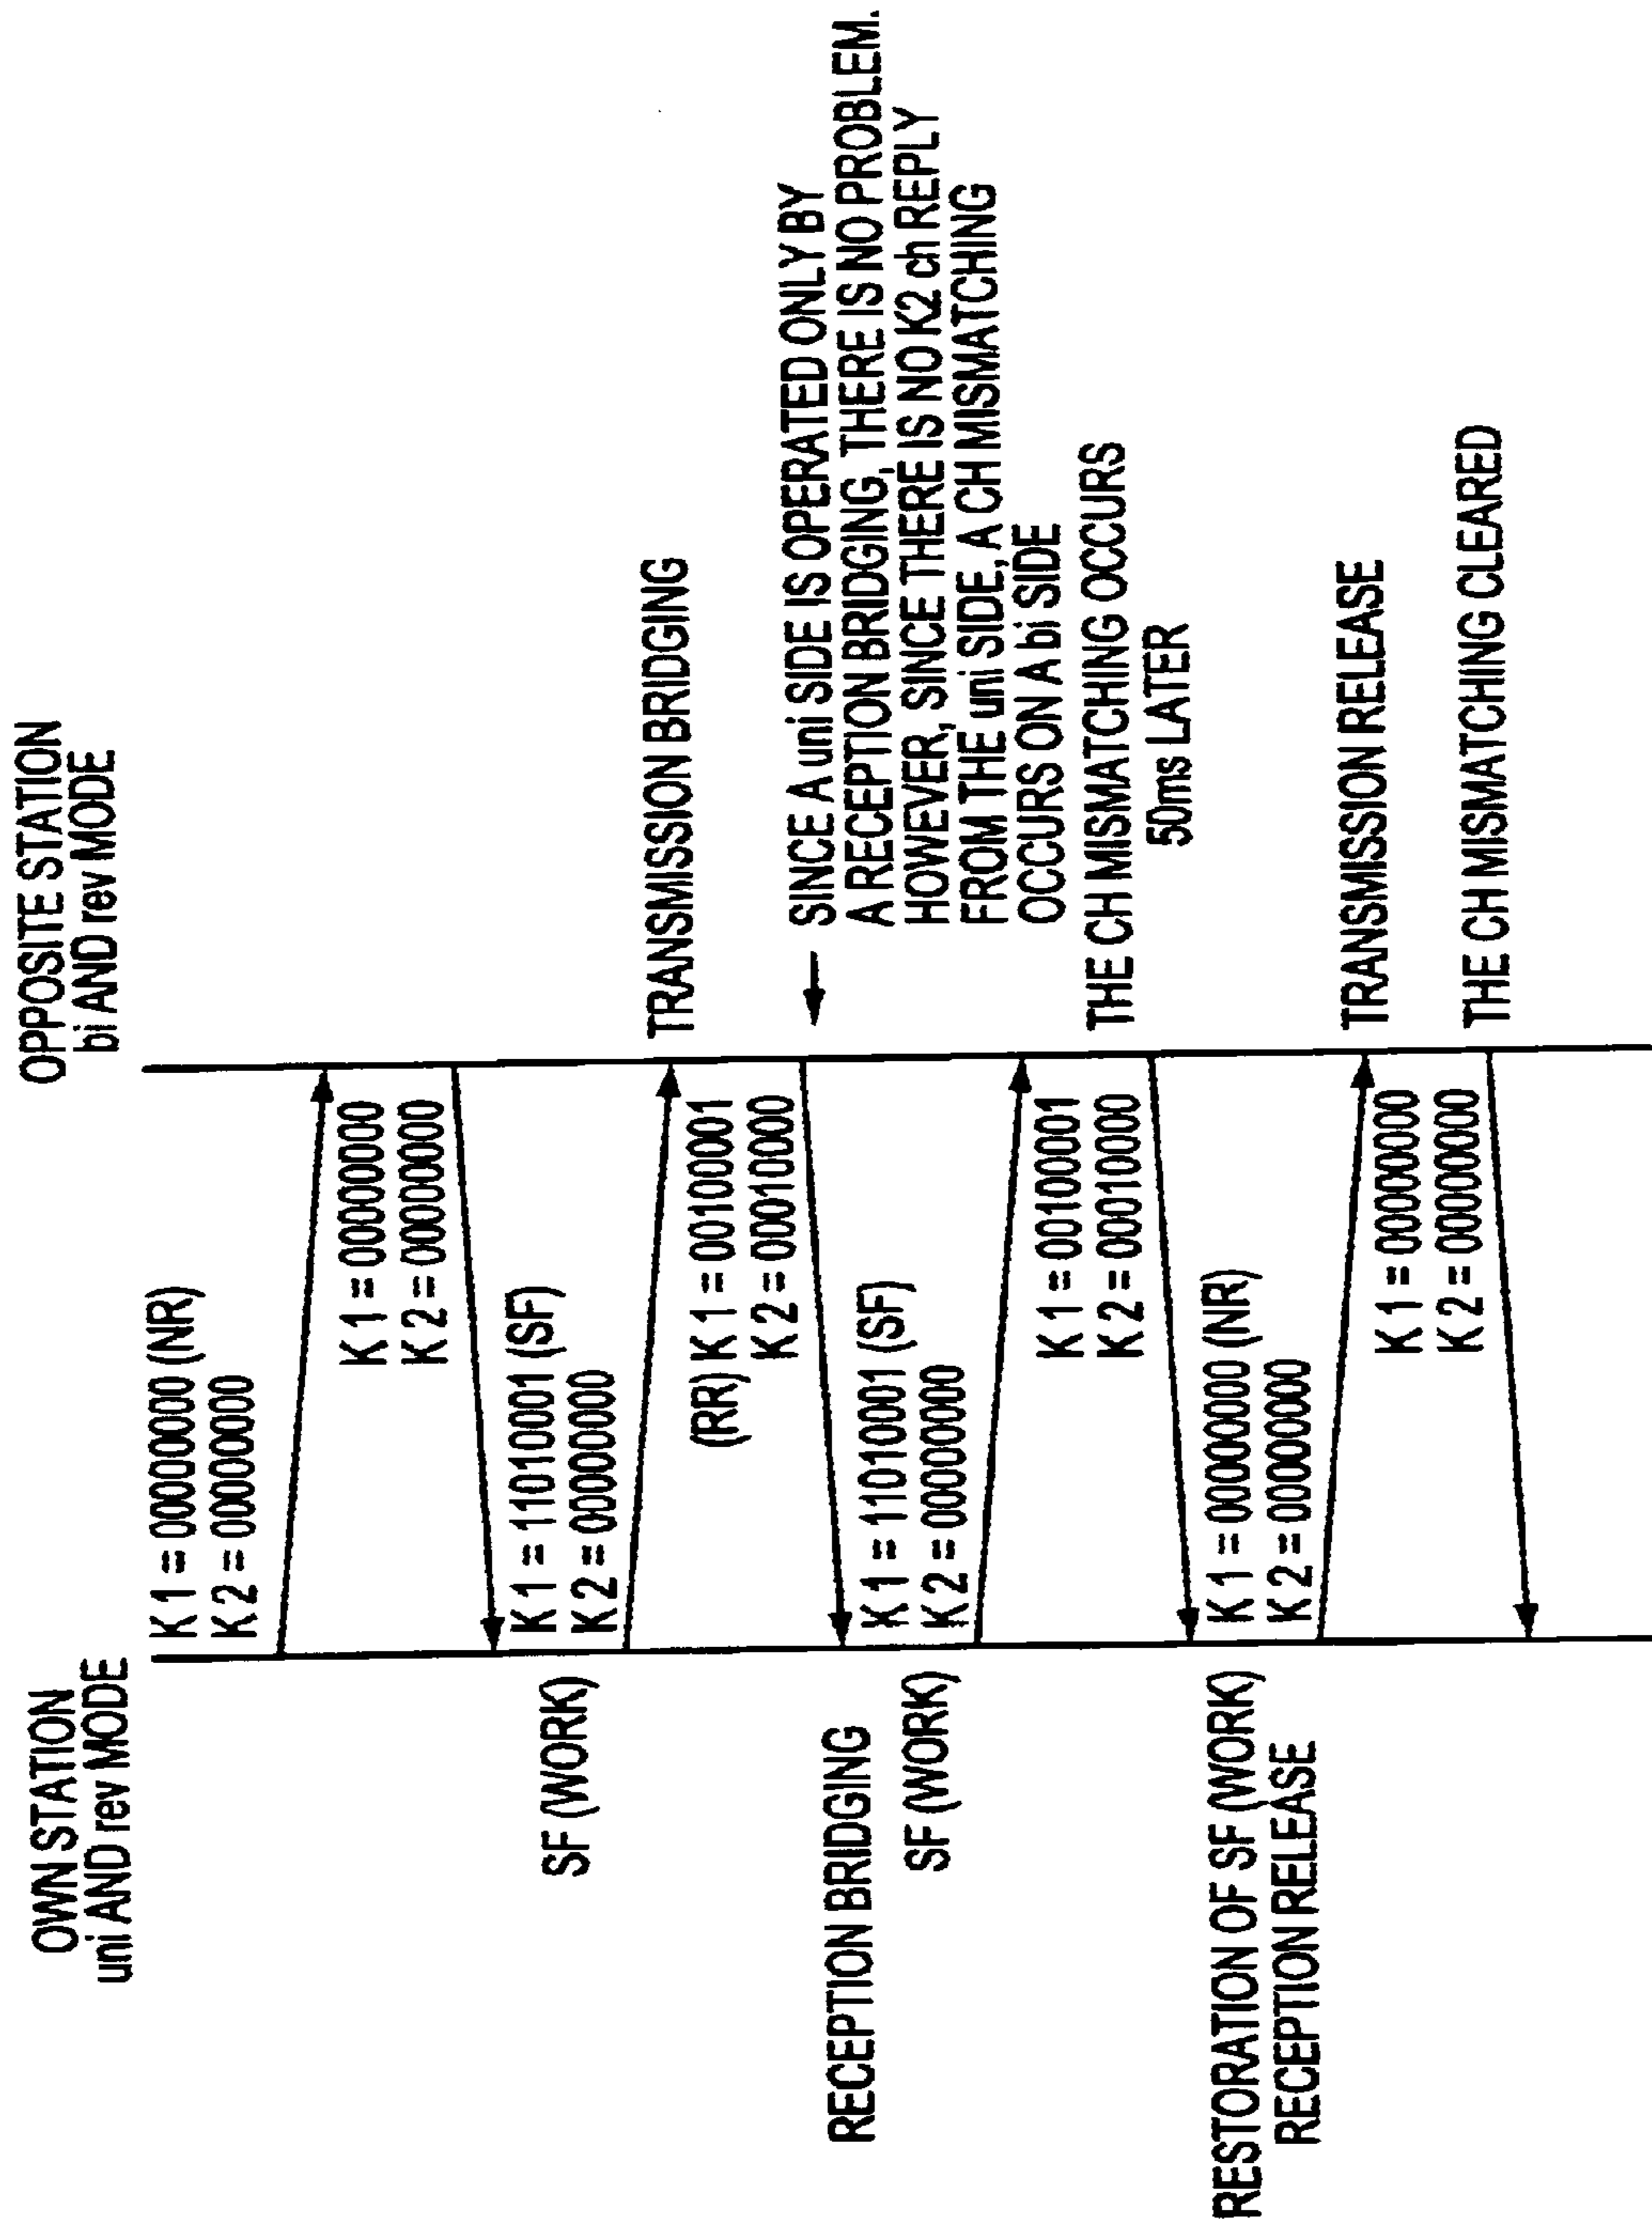 OWN STATION
uni AND rev MODE
OPPOSITE STATION
bi AND rev MODE
K1 = 00000000 (NR)
K2 = 00000000
K1 = 00000000
K2 = 00000000
SF (WORK)
K1 = 11010001 (SF)
K2 = 00000000
TRANSMISSION BRIDGING
(RR) K1 = 00100001
K2 = 00010000
SINCE A uni SIDE IS OPERATED ONLY BY
A RECEPTION BRIDGING, THERE IS NO PROBLEM.
HOWEVER, SINCE THERE IS NO K2 ch REPLY
FROM THE uni SIDE, A CH MISMATCHING
OCCURS ON A bi SIDE
RECEPTION BRIDGING
SF (WORK)
K1 = 11010001 (SF)
K2 = 00000000
K1 = 00100001
K2 = 00010000
THE CH MISMATCHING OCCURS
50ms LATER
RESTORATION OF SF (WORK)
RECEPTION RELEASE
K1 = 00000000 (NR)
K2 = 00000000
TRANSMISSION RELEASE
K1 = 00000000
K2 = 00000000
THE CH MISMATCHING CLEARED